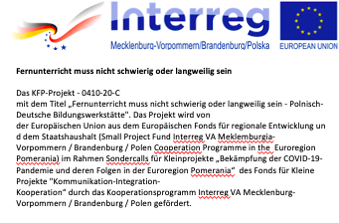 Interreg
Mecklenburg-Vorpommern/Brandenburg/Polska
EUROPEAN UNION
Fernunterricht muss nicht schwierig oder langweilig sein
Das KFP-Projekt - 0410-20-C
mit dem Titel „Fernunterricht muss nicht schwierig oder langweilig sein - Polnisch-
Deutsche Bildungswerkstätte". Das Projekt wird von
der Europäischen Union aus dem Europäischen Fonds für regionale Entwicklung un
d dem Staatshaushalt (Small Project Fund Interreg VA Meklemburgia-
Vorpommern / Brandenburg / Polen Cooperation Programme in the Euroregion
Pomerania) im Rahmen Sondercalls für Kleinprojekte „Bekämpfung der COVID-19-
Pandemie und deren Folgen in der Euroregion Pomerania” des Fonds für Kleine
Projekte "Kommunikation-Integration-
Kooperation” durch das Kooperationsprogramm Interreg VA Mecklenburg-
Vorpommern / Brandenburg / Polen gefördert.